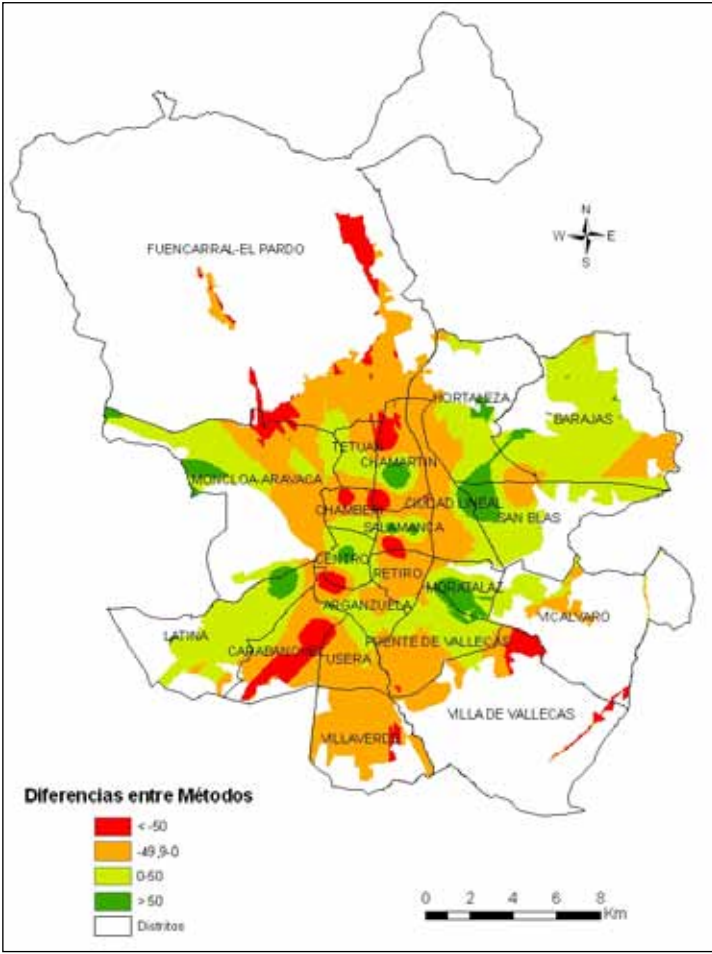 N
W E
S
FUENCARRAL-EL PARDO
HORTALEZA
BARAJAS
TETUAN
CHAMARTIN
MONCLOA-ARAVACA
CIUDAD LINEAL
CHAMBERI
SAN BLAS
SALAMANCA
CENTRO
RETIRO
MORATALAZ
ARGANZUELA
VICALVARO
LATINA
PUENTE DE VALLECAS
CARABANCHEL
USERA
VILLA DE VALLECAS
VILLAVERDE
Diferencias entre Métodos
< -50
-49,9-0
0-50
> 50
Distritos
0 2 4 6 8
Km